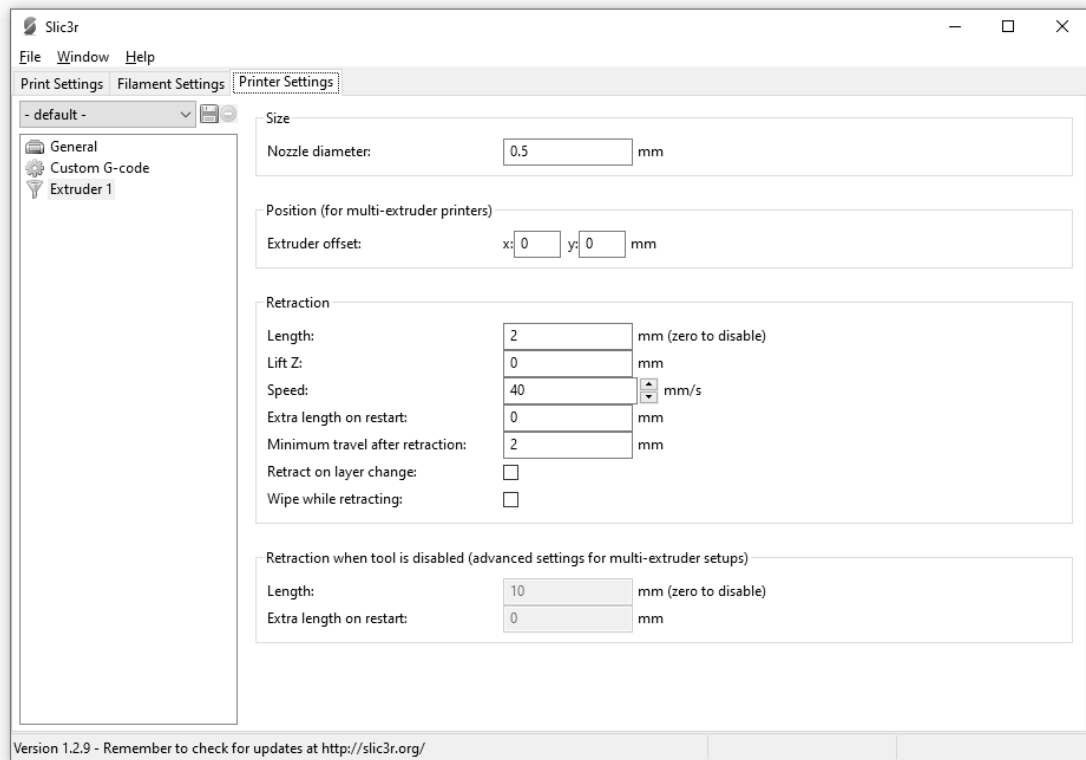 Slic3r
File Window Help
Print Settings Filament Settings Printer Settings
- default -
General
Custom G-code
Extruder 1
Size
Nozzle diameter: 0.5 mm
Position (for multi-extruder printers)
Extruder offset: x: 0 y: 0 mm
Retraction
Length: 2 mm (zero to disable)
Lift Z: 0 mm
Speed: 40 mm/s
Extra length on restart: 0 mm
Minimum travel after retraction: 2 mm
Retract on layer change:
Wipe while retracting:
Retraction when tool is disabled (advanced settings for multi-extruder setups)
Length: 10 mm (zero to disable)
Extra length on restart: 0 mm
Version 1.2.9 - Remember to check for updates at http://slic3r.org/